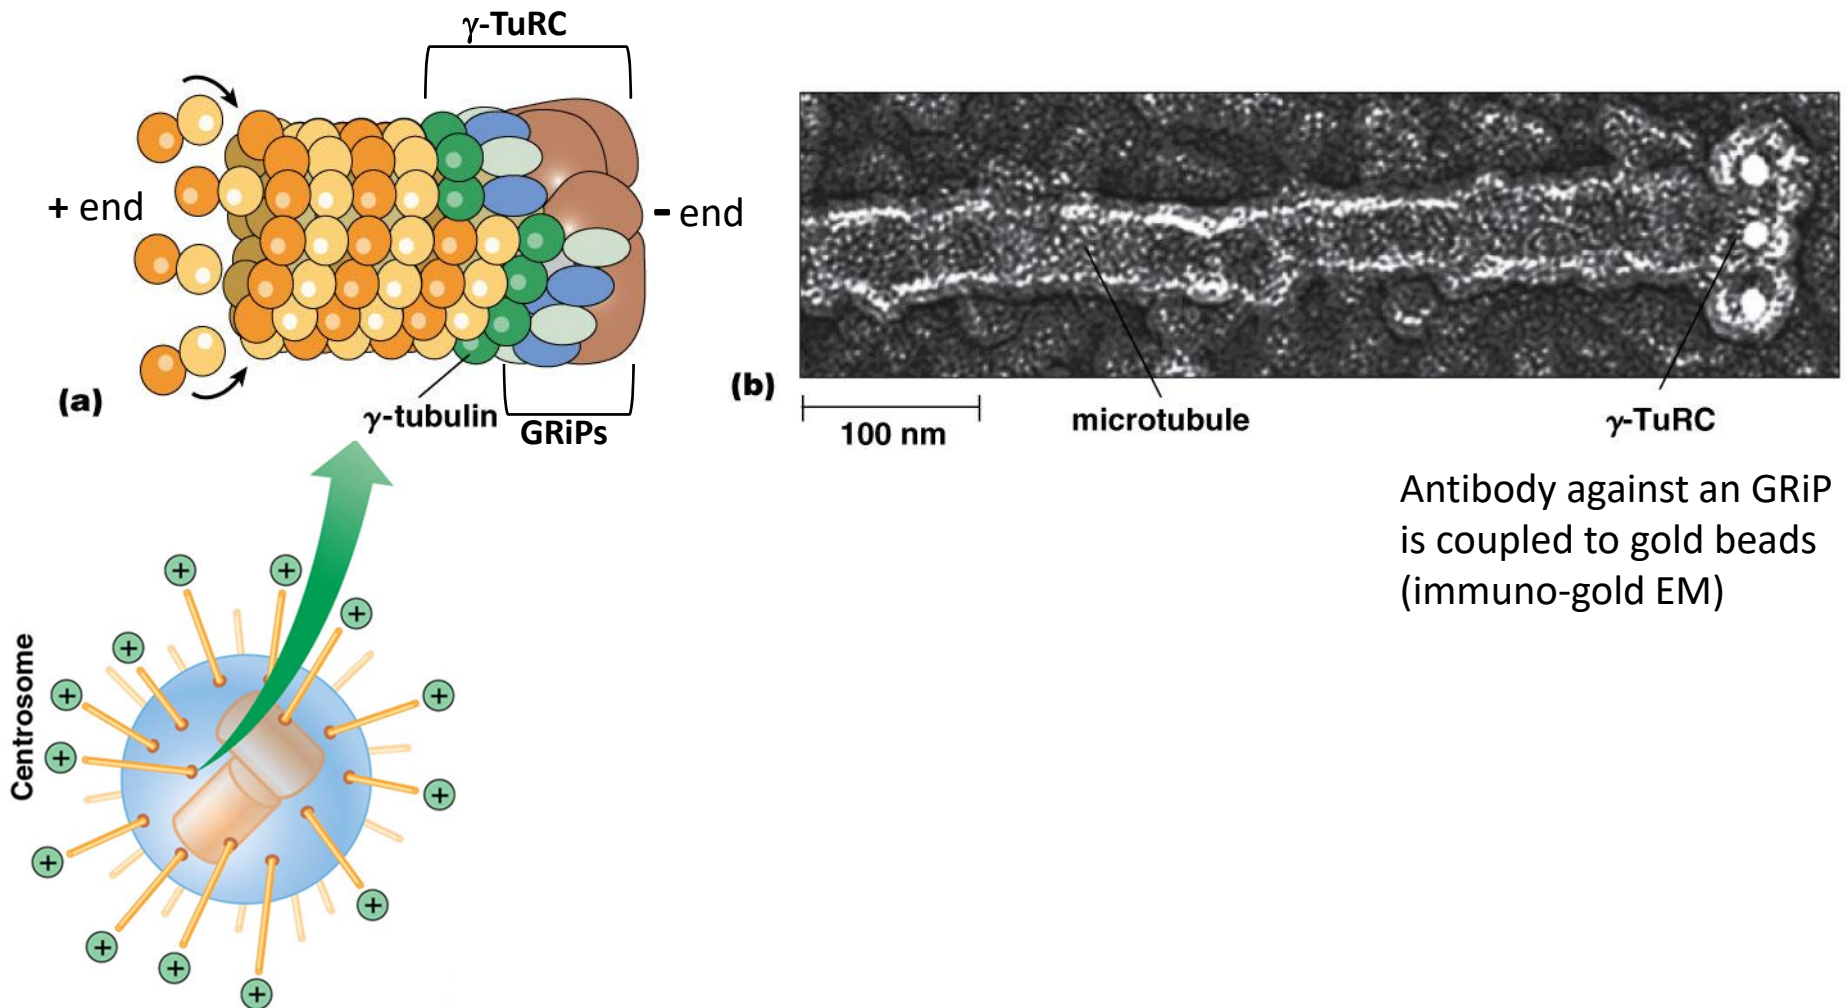 γ-TuRC
+ end
- end
(a)
γ-tubulin
GRiPs
(b)
100 nm
microtubule
γ-TuRC
Antibody against an GRiP
is coupled to gold beads
(immuno-gold EM)
Centrosome
+
+
+
+
+
+
+
+
+
+
+
+
+